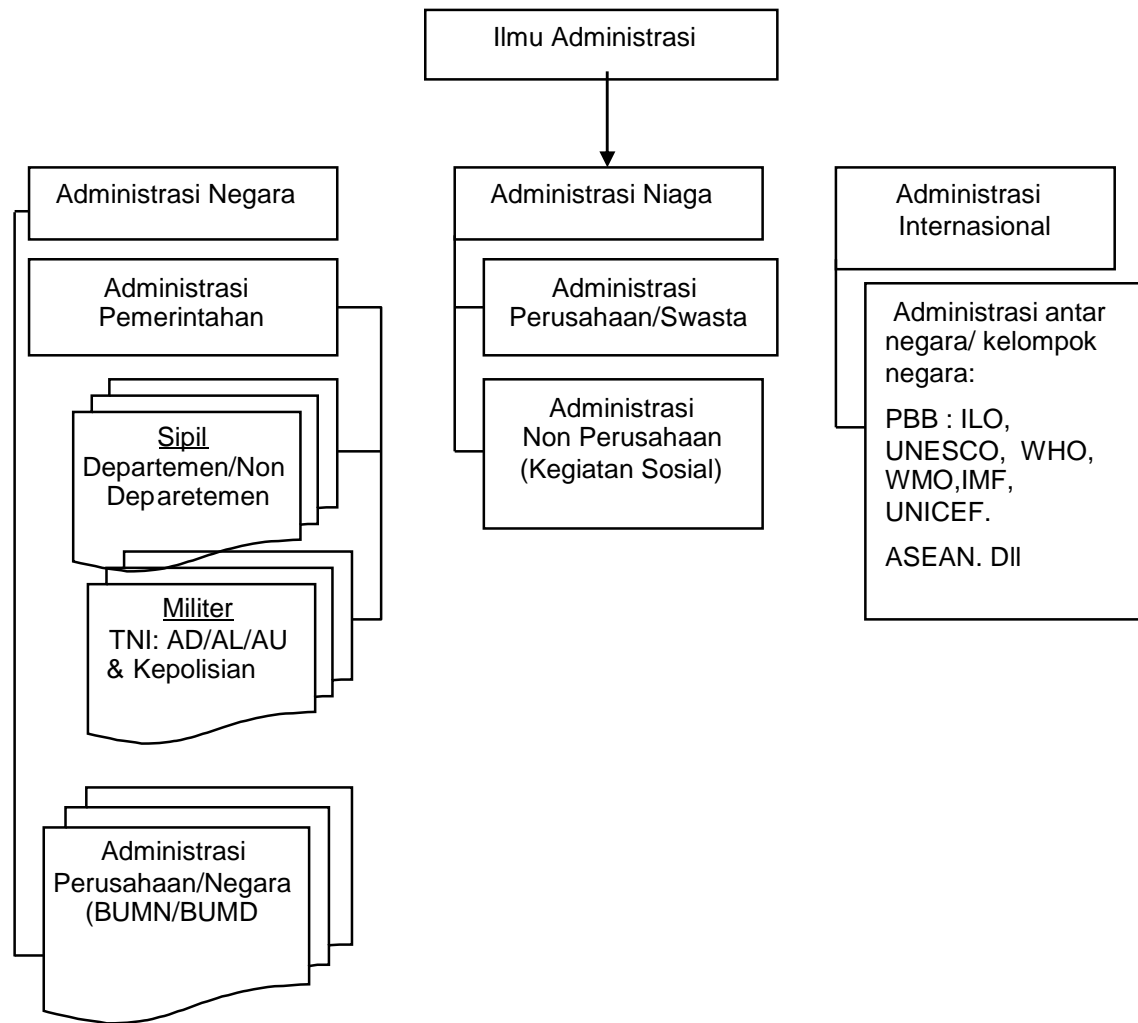 Ilmu Administrasi
Administrasi Negara
Administrasi
Pemerintahan
Sipil
Departemen/Non
Deparetemen
Militer
TNI: AD/AL/AU
& Kepolisian
Administrasi
Perusahaan/Negara
(BUMN/BUMD
Administrasi Niaga
Administrasi
Perusahaan/Swasta
Administrasi
Non Perusahaan
(Kegiatan Sosial)
Administrasi
Internasional
Administrasi antar
negara/ kelompok
negara:
PBB : ILO,
UNESCO, WHO,
WMO,IMF,
UNICEF.
ASEAN. Dll